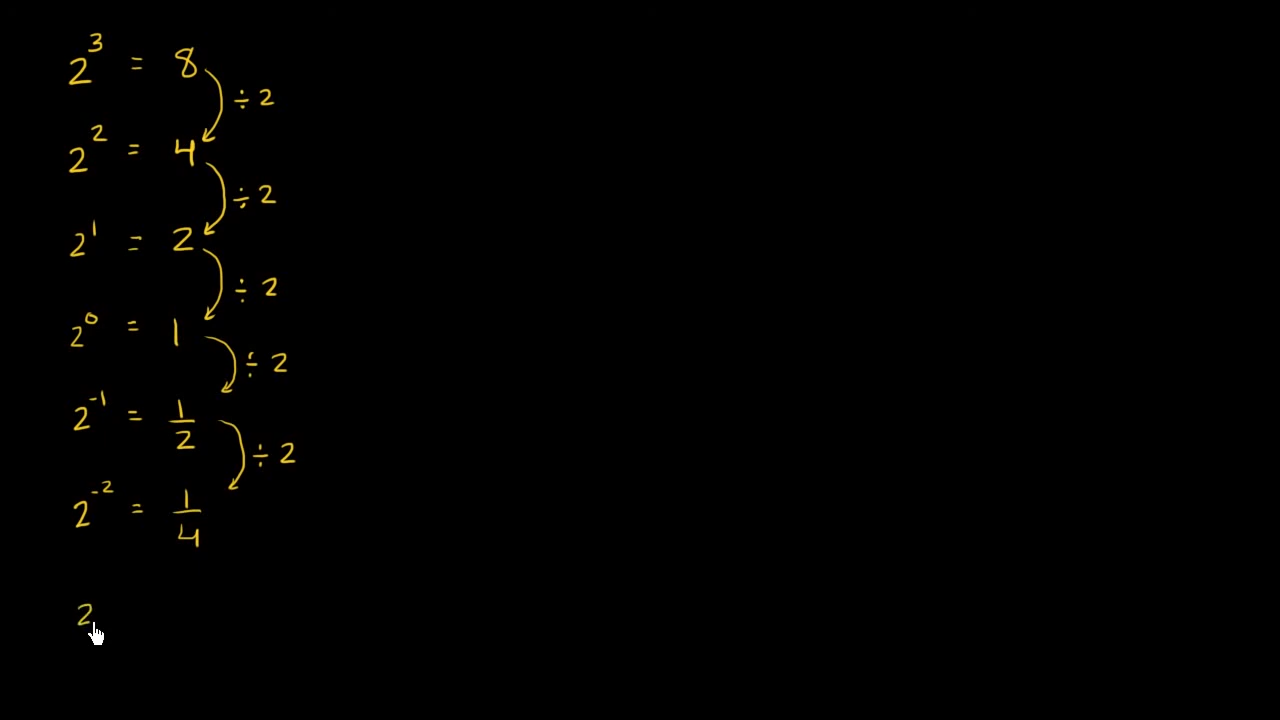 2³ = 8
÷ 2
2² = 4
÷ 2
2¹ = 2
÷ 2
2⁰ = 1
÷ 2
2⁻¹ = 1/2
÷ 2
2⁻² = 1/4
2